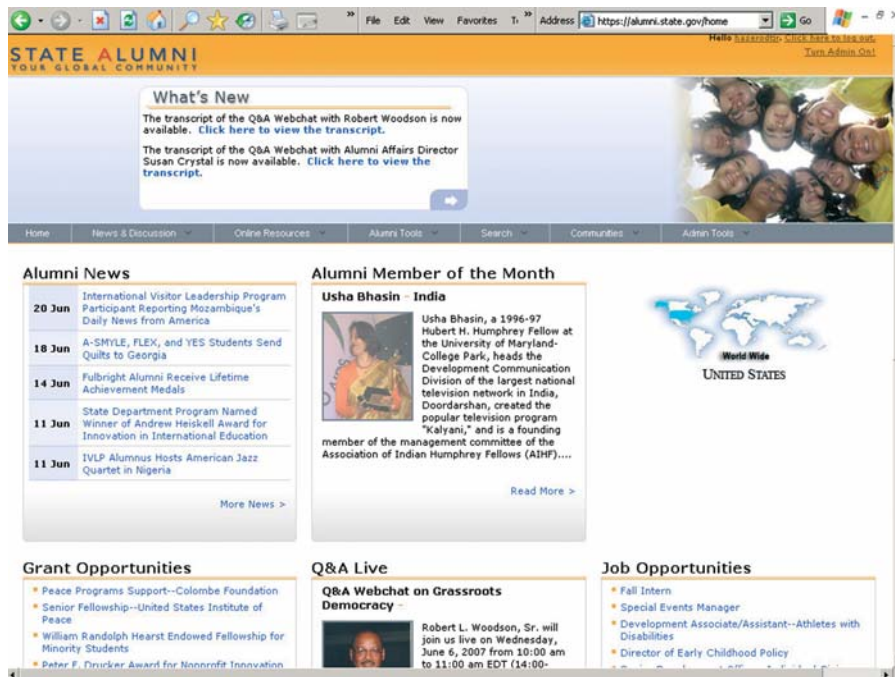 File Edit View Favorites T
Address https://alumni.state.gov/home Go
Hello Click here to log out.
Turn Admin On!
STATE ALUMNI
YOUR GLOBAL COMMUNITY
What's New
The transcript of the Q&A Webchat with Robert Woodson is now
available. Click here to view the transcript.
The transcript of the Q&A Webchat with Alumni Affairs Director
Susan Crystal is now available. Click here to view the
transcript.
Home News & Discussion Online Resources Alumni Tools Search Communities Admin Tools
Alumni News
20 Jun International Visitor Leadership Program
Participant Reporting Mozambique's
Daily News from America
18 Jun A-SMYLE, FLEX, and YES Students Send
Quilts to Georgia
14 Jun Fulbright Alumni Receive Lifetime
Achievement Medals
11 Jun State Department Program Named
Winner of Andrew Heiskell Award for
Innovation in International Education
11 Jun IVLP Alumnus Hosts American Jazz
Quartet in Nigeria
More News >
Alumni Member of the Month
Usha Bhasin - India
Usha Bhasin, a 1996-97
Hubert H. Humphrey Fellow at
the University of Maryland-
College Park, heads the
Development Communication
Division of the largest national
television network in India,
Doordarshan, created the
popular television program
"Kalyani," and is a founding
member of the management committee of the
Association of Indian Humphrey Fellows (AIHF)....
Read More >
World Wide
UNITED STATES
Grant Opportunities
Peace Programs Support--Colombe Foundation
Senior Fellowship--United States Institute of
Peace
William Randolph Hearst Endowed Fellowship for
Minority Students
Peter F. Drucker Award for Nonprofit Innovation
Q&A Live
Q&A Webchat on Grassroots
Democracy -
Robert L. Woodson, Sr. will
join us live on Wednesday,
June 6, 2007 from 10:00 am
to 11:00 am EDT (14:00-
Job Opportunities
Fall Intern
Special Events Manager
Development Associate/Assistant--Athletes with
Disabilities
Director of Early Childhood Policy